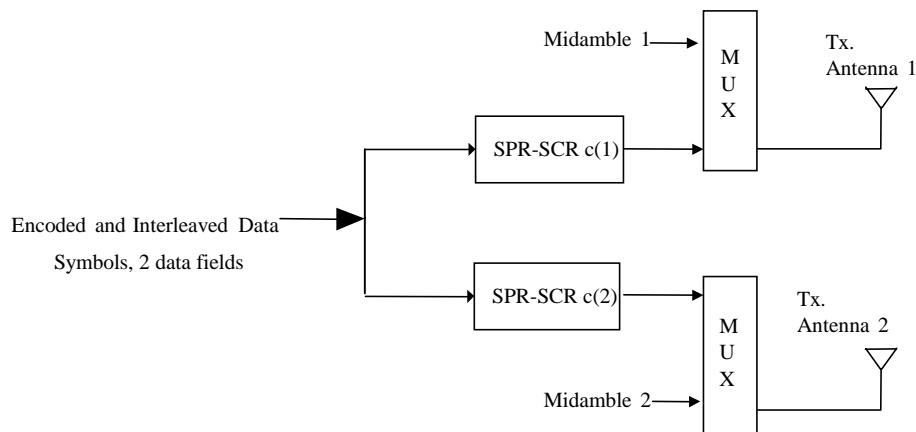 Midamble 1
M
U
X
Tx.
Antenna 1
SPR-SCR c(1)
Encoded and Interleaved Data
Symbols, 2 data fields
SPR-SCR c(2)
M
U
X
Tx.
Antenna 2
Midamble 2